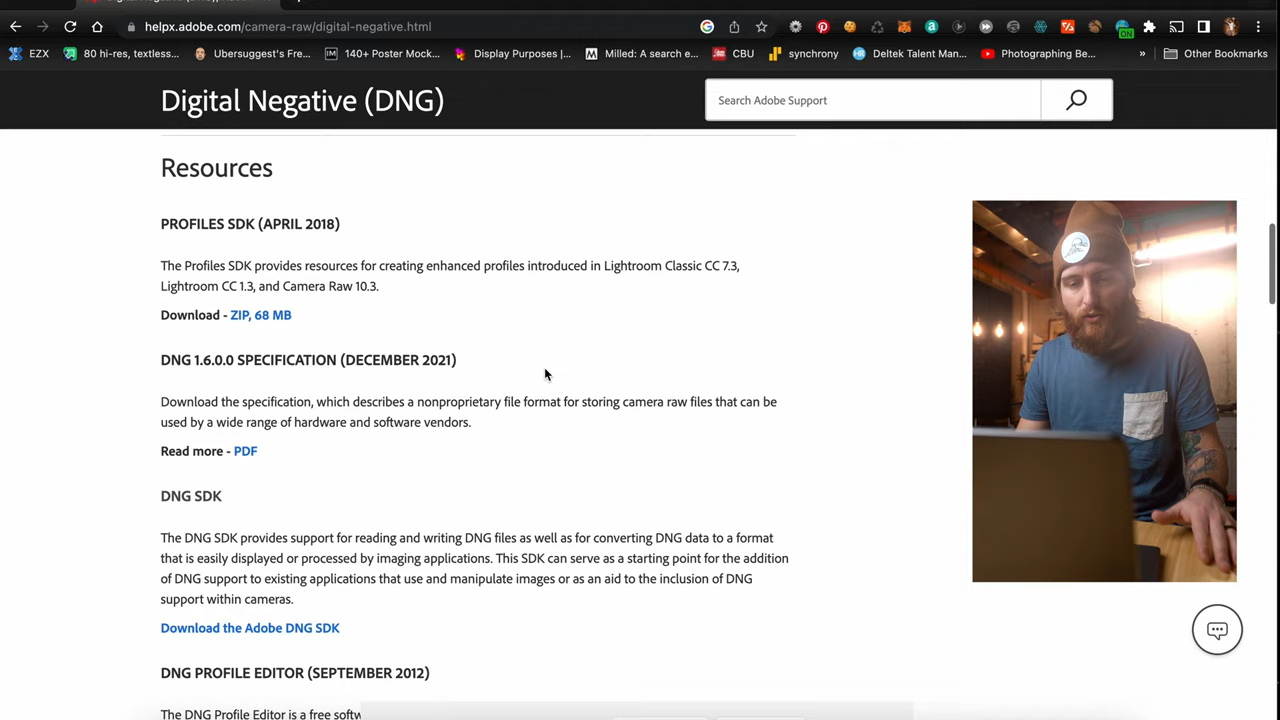 helpx.adobe.com/camera-raw/digital-negative.html
ON
EZX
80 hi-res, textless...
Ubersuggest's Fre...
140+ Poster Mock...
Display Purposes |...
Milled: A search e...
CBU
synchrony
Deltek Talent Man...
Photographing Be...
»
Other Bookmarks
Digital Negative (DNG)
Search Adobe Support
Resources
PROFILES SDK (APRIL 2018)
The Profiles SDK provides resources for creating enhanced profiles introduced in Lightroom Classic CC 7.3,
Lightroom CC 1.3, and Camera Raw 10.3.
Download - ZIP, 68 MB
DNG 1.6.0.0 SPECIFICATION (DECEMBER 2021)
Download the specification, which describes a nonproprietary file format for storing camera raw files that can be
used by a wide range of hardware and software vendors.
Read more - PDF
DNG SDK
The DNG SDK provides support for reading and writing DNG files as well as for converting DNG data to a format
that is easily displayed or processed by imaging applications. This SDK can serve as a starting point for the addition
of DNG support to existing applications that use and manipulate images or as an aid to the inclusion of DNG
support within cameras.
Download the Adobe DNG SDK
DNG PROFILE EDITOR (SEPTEMBER 2012)
The DNG Profile Editor is a free softw